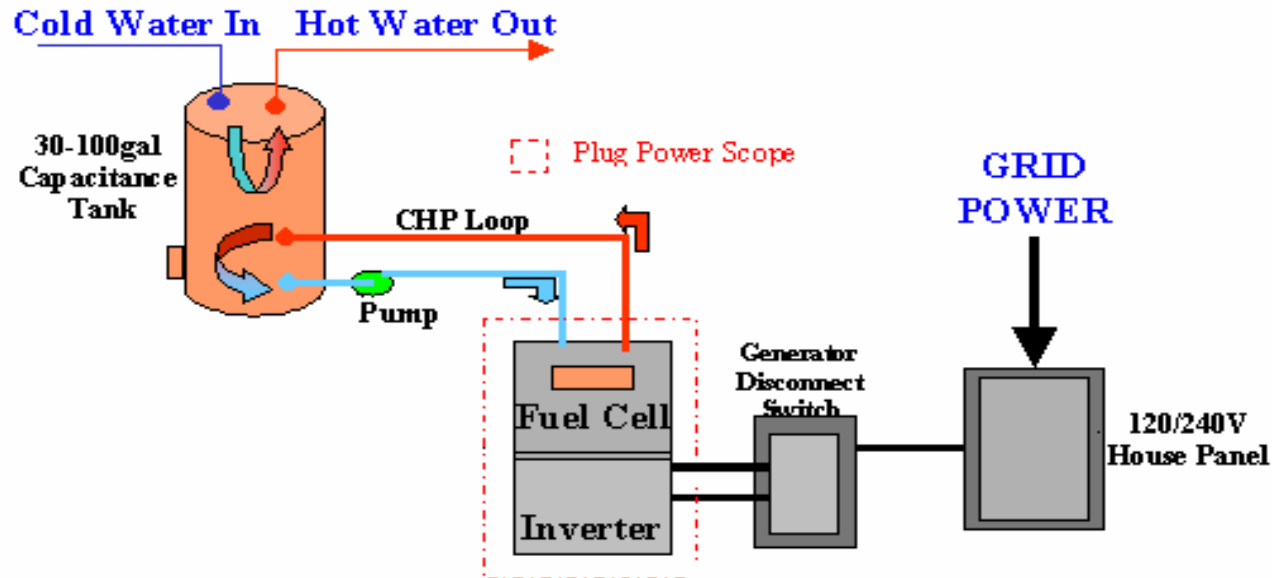 Cold Water In
Hot Water Out
30-100gal
Capacitance
Tank
Plug Power Scope
GRID
POWER
CHP Loop
Pump
Generator
Disconnect
Switch
Fuel Cell
120/240V
House Panel
Inverter